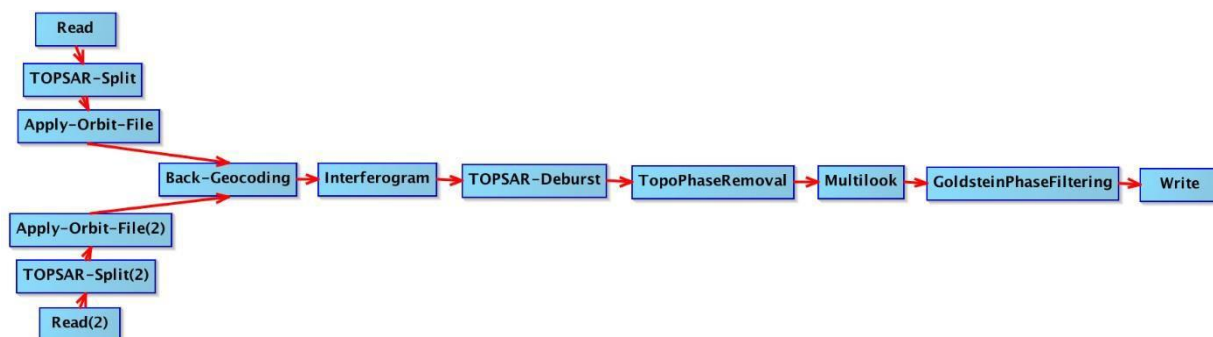 Read
TOPSAR-Split
Apply-Orbit-File
Back-Geocoding
Interferogram
TOPSAR-Deburst
TopoPhaseRemoval
Multilook
GoldsteinPhaseFiltering
Write
Apply-Orbit-File(2)
TOPSAR-Split(2)
Read(2)